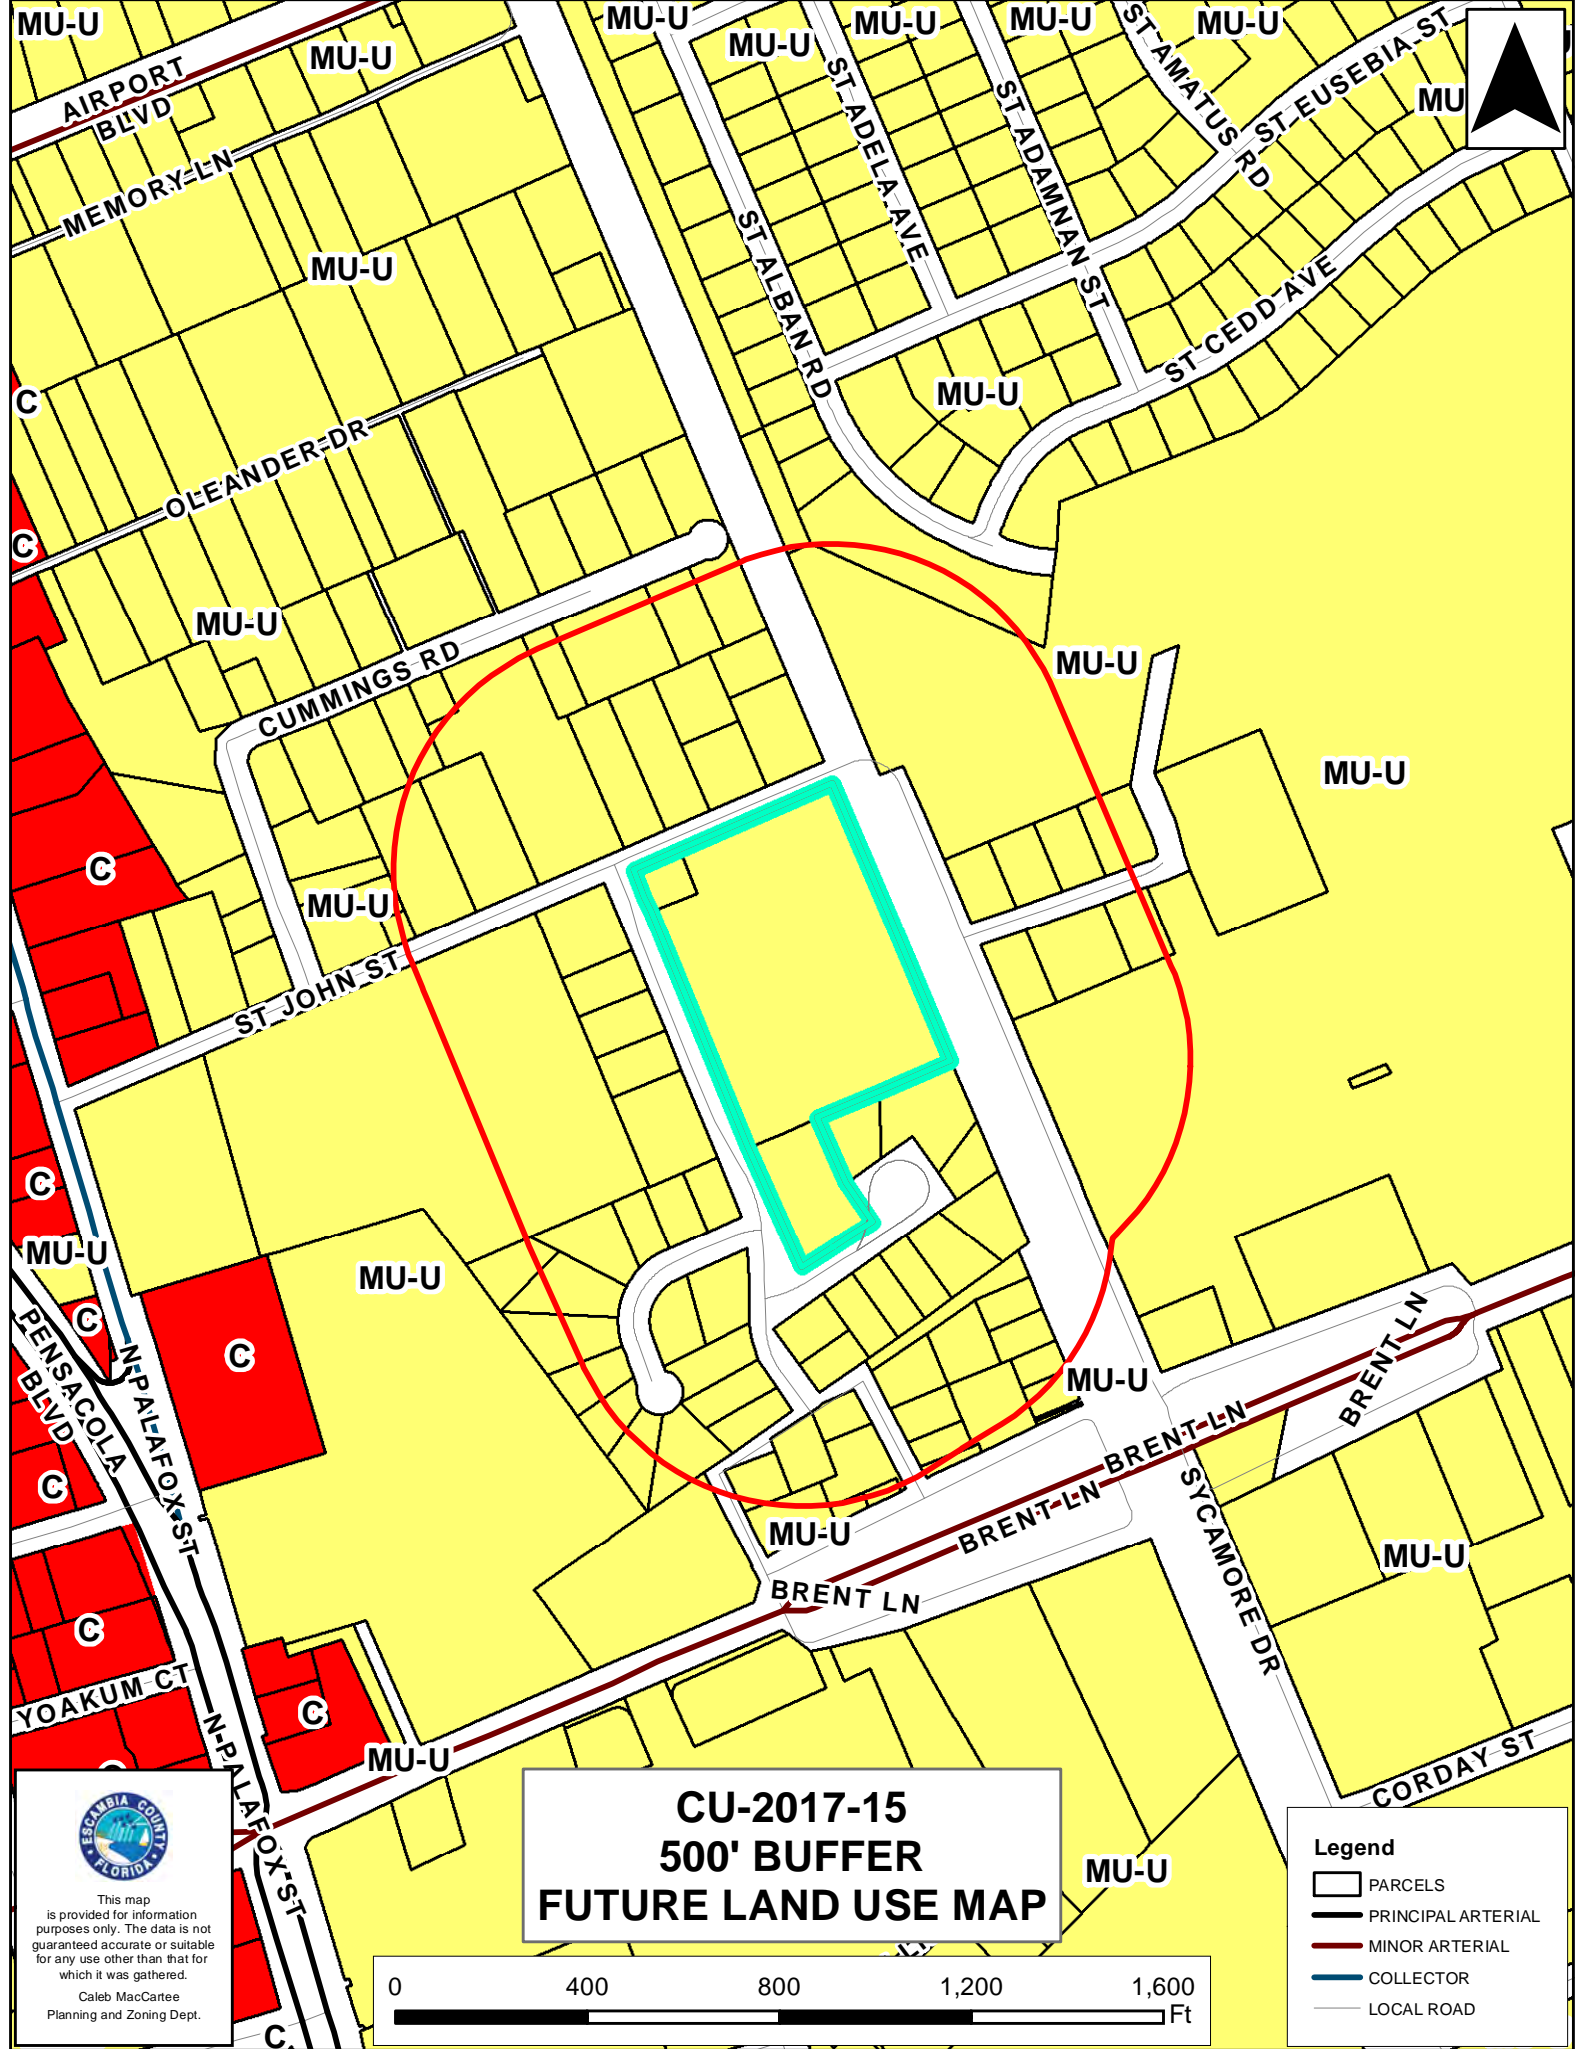 MU-U
MU-U
MU-U
MU-U
MU-U
MU-U
MU-U
MU
AIRPORT
BLVD
MEMORY LN
ST ALBAN RD
ST ADELA AVE
ST ADAMNAN ST
ST AMATUS RD
ST EUSEBIA ST
ST CEDD AVE
MU-U
MU-U
C
OLEANDER DR
C
MU-U
CUMMINGS RD
MU-U
MU-U
C
MU-U
ST JOHN ST
C
MU-U
MU-U
C
C
PENSACOLA
BLVD
N PALAFOX ST
C
MU-U
BRENT LN
BRENT LN
BRENT LN
MU-U
BRENT LN
SYCAMORE DR
MU-U
C
YOAKUM CT
C
N PALAFOX ST
MU-U
CORDAY ST
MU-U
C
C
CU-2017-15
500' BUFFER
FUTURE LAND USE MAP
ESCAMBIA COUNTY
FLORIDA
This map
is provided for information
purposes only. The data is not
guaranteed accurate or suitable
for any use other than that for
which it was gathered.
Caleb MacCartee
Planning and Zoning Dept.
0 400 800 1,200 1,600
Ft
Legend
PARCELS
PRINCIPAL ARTERIAL
MINOR ARTERIAL
COLLECTOR
LOCAL ROAD